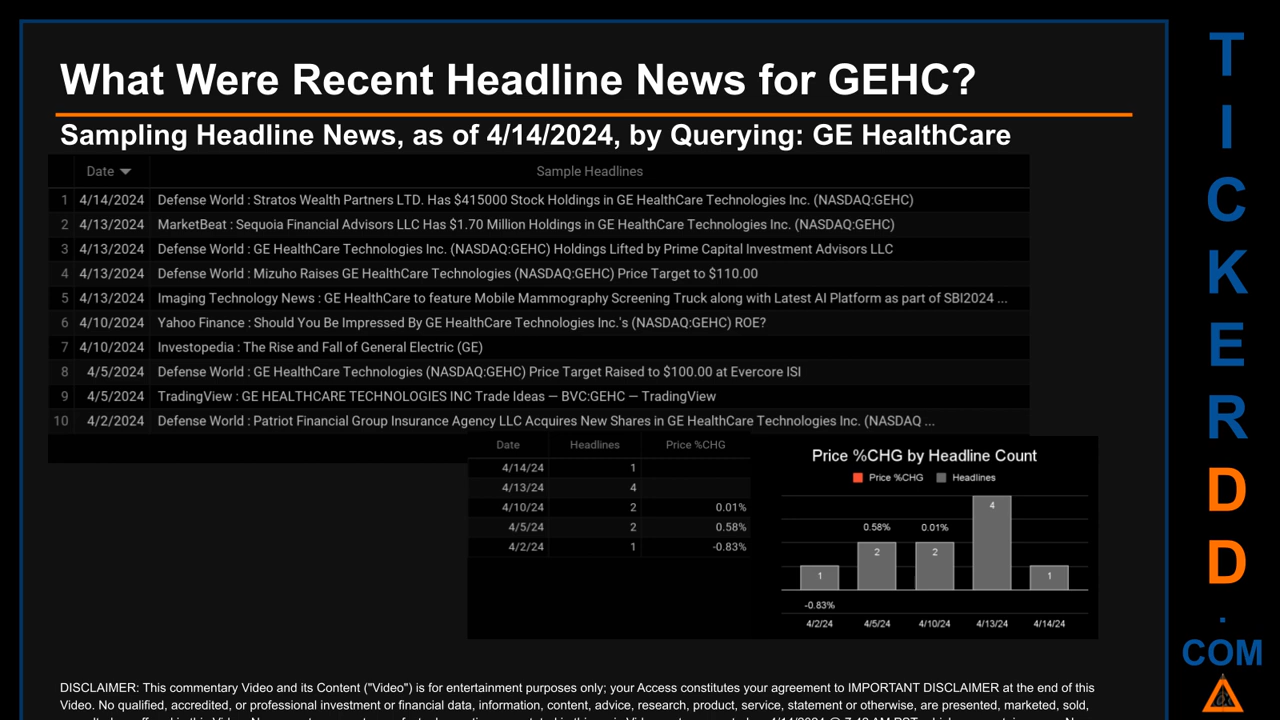 What Were Recent Headline News for GEHC?
Sampling Headline News, as of 4/14/2024, by Querying: GE HealthCare
Date Sample Headlines
1 4/14/2024 Defense World : Stratos Wealth Partners LTD. Has $415000 Stock Holdings in GE HealthCare Technologies Inc. (NASDAQ:GEHC)
2 4/13/2024 MarketBeat : Sequoia Financial Advisors LLC Has $1.70 Million Holdings in GE HealthCare Technologies Inc. (NASDAQ:GEHC)
3 4/13/2024 Defense World : GE HealthCare Technologies Inc. (NASDAQ:GEHC) Holdings Lifted by Prime Capital Investment Advisors LLC
4 4/13/2024 Defense World : Mizuho Raises GE HealthCare Technologies (NASDAQ:GEHC) Price Target to $110.00
5 4/13/2024 Imaging Technology News : GE HealthCare to feature Mobile Mammography Screening Truck along with Latest AI Platform as part of SBI2024 ...
6 4/10/2024 Yahoo Finance : Should You Be Impressed By GE HealthCare Technologies Inc.'s (NASDAQ:GEHC) ROE?
7 4/10/2024 Investopedia : The Rise and Fall of General Electric (GE)
8 4/5/2024 Defense World : GE HealthCare Technologies (NASDAQ:GEHC) Price Target Raised to $100.00 at Evercore ISI
9 4/5/2024 TradingView : GE HEALTHCARE TECHNOLOGIES INC Trade Ideas — BVC:GEHC — TradingView
10 4/2/2024 Defense World : Patriot Financial Group Insurance Agency LLC Acquires New Shares in GE HealthCare Technologies Inc. (NASDAQ ...
Date Headlines Price %CHG
4/14/24 1
4/13/24 4
4/10/24 2 0.01%
4/5/24 2 0.58%
4/2/24 1 -0.83%
Price %CHG by Headline Count
Price %CHG Headlines
4
0.58% 0.01%
2 2
1 1
-0.83%
4/2/24 4/5/24 4/10/24 4/13/24 4/14/24
DISCLAIMER: This commentary Video and its Content ("Video") is for entertainment purposes only; your Access constitutes your agreement to IMPORTANT DISCLAIMER at the end of this
Video. No qualified, accredited, or professional investment or financial data, information, content, advice, research, product, service, statement or otherwise, are presented, marketed, sold,
T
I
C
K
E
R
D
D
.
COM